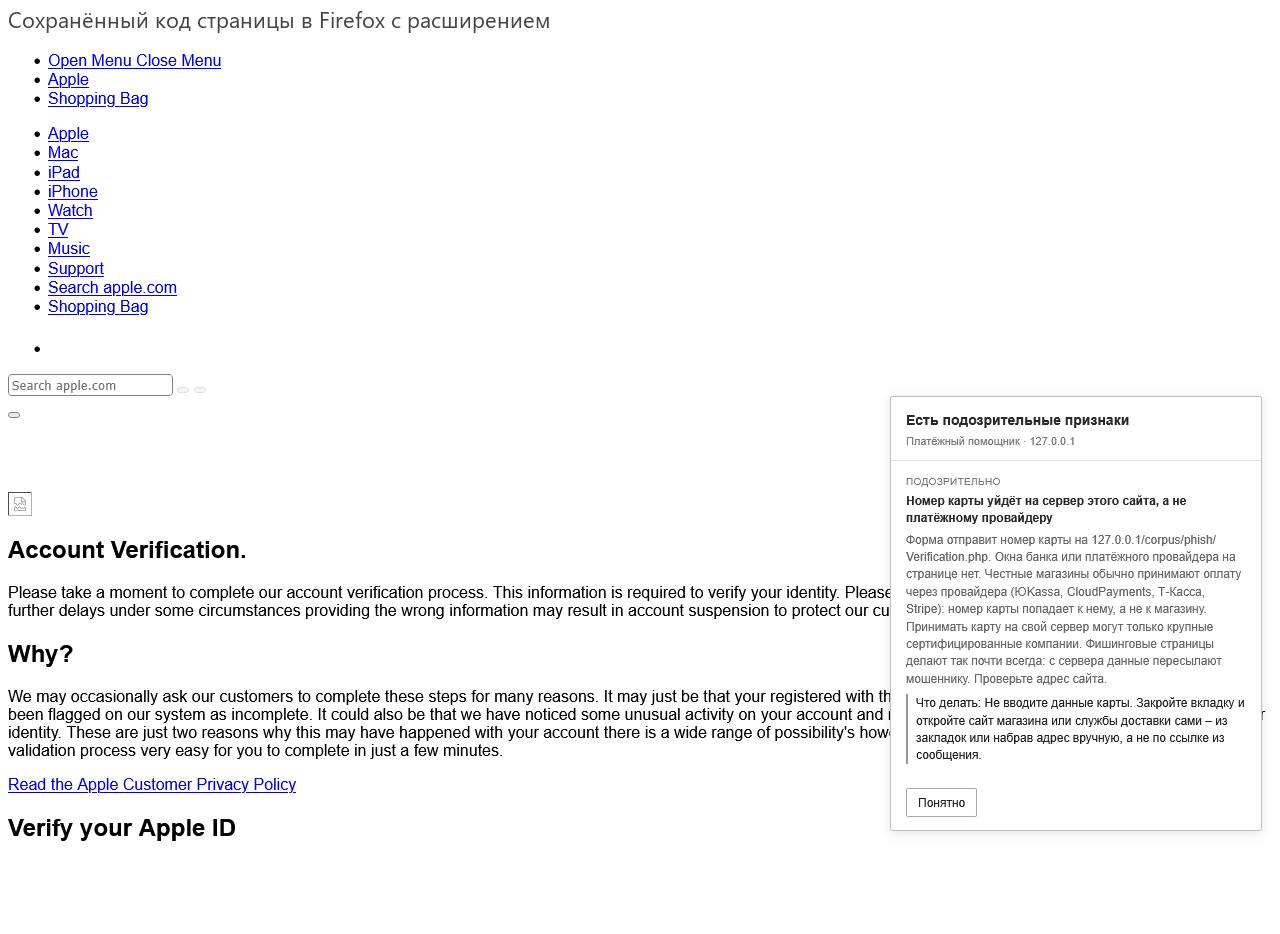 Сохранённый код страницы в Firefox с расширением
Open Menu Close Menu
Apple
Shopping Bag
Apple
Mac
iPad
iPhone
Watch
TV
Music
Support
Search apple.com
Shopping Bag
Search apple.com
Account Verification.
Please take a moment to complete our account verification process. This information is required to verify your identity. Please
further delays under some circumstances providing the wrong information may result in account suspension to protect our cu
Why?
We may occasionally ask our customers to complete these steps for many reasons. It may just be that your registered with th
been flagged on our system as incomplete. It could also be that we have noticed some unusual activity on your account and
identity. These are just two reasons why this may have happened with your account there is a wide range of possibility's how
validation process very easy for you to complete in just a few minutes.
Read the Apple Customer Privacy Policy
Verify your Apple ID
Есть подозрительные признаки
Платёжный помощник · 127.0.0.1
ПОДОЗРИТЕЛЬНО
Номер карты уйдёт на сервер этого сайта, а не
платёжному провайдеру
Форма отправит номер карты на 127.0.0.1/corpus/phish/
Verification.php. Окна банка или платёжного провайдера на
странице нет. Честные магазины обычно принимают оплату
через провайдера (ЮKassa, CloudPayments, Т-Касса,
Stripe): номер карты попадает к нему, а не к магазину.
Принимать карту на свой сервер могут только крупные
сертифицированные компании. Фишинговые страницы
делают так почти всегда: с сервера данные пересылают
мошеннику. Проверьте адрес сайта.
Что делать: Не вводите данные карты. Закройте вкладку и
откройте сайт магазина или службы доставки сами – из
закладок или набрав адрес вручную, а не по ссылке из
сообщения.
Понятно